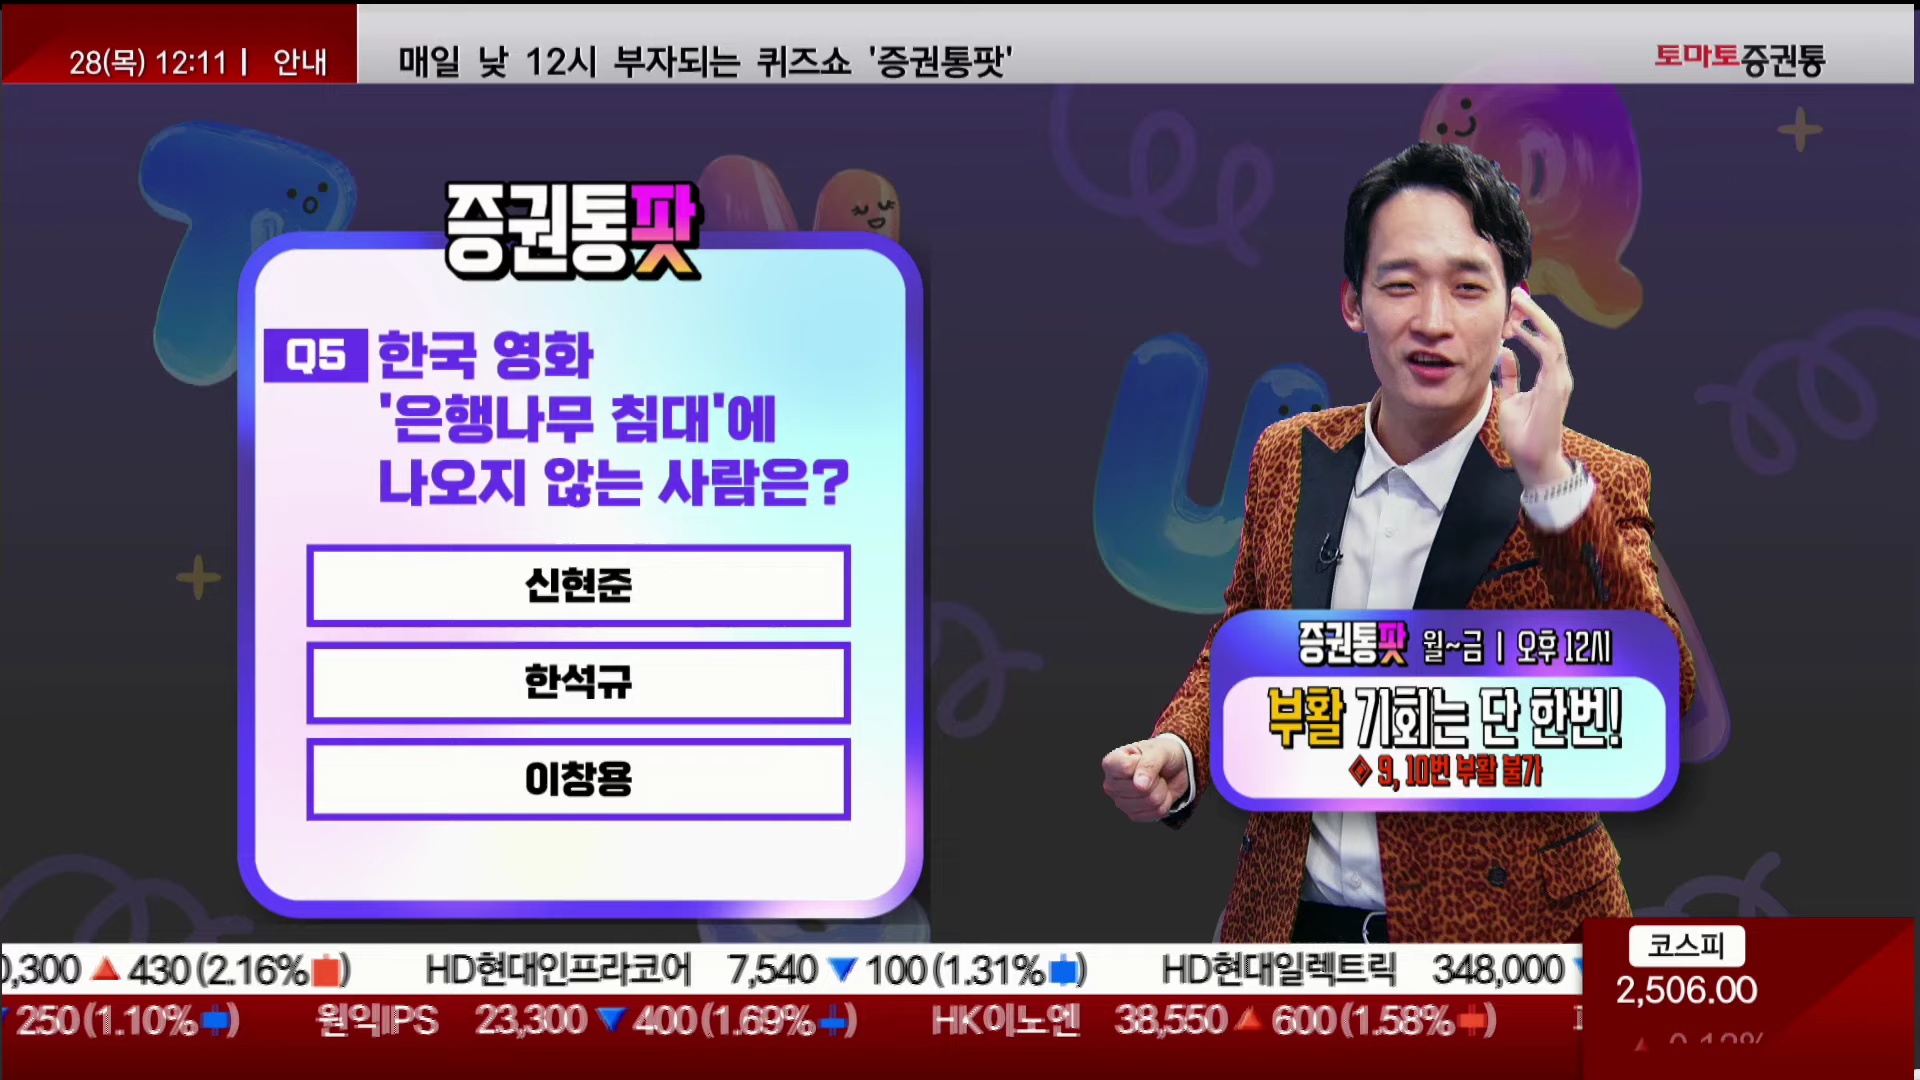 28(목) 12:11 | 안내
매일 낮 12시 부자되는 퀴즈쇼 '증권통팟'
토마토증권통
증권통팟
Q5 한국 영화
'은행나무 침대'에
나오지 않는 사람은?
신현준
한석규
이창용
증권통팟 월~금 | 오후 12시
부활 기회는 단 한번!
9, 10번 부활 불가
,300 ▲ 430 (2.16%) HD현대인프라코어 7,540 ▼ 100 (1.31%) HD현대일렉트릭 348,000
250 (1.10%) 원익IPS 23,300 ▼ 400 (1.69%) HK이노엔 38,550 ▲ 600 (1.58%)
코스피
2,506.00